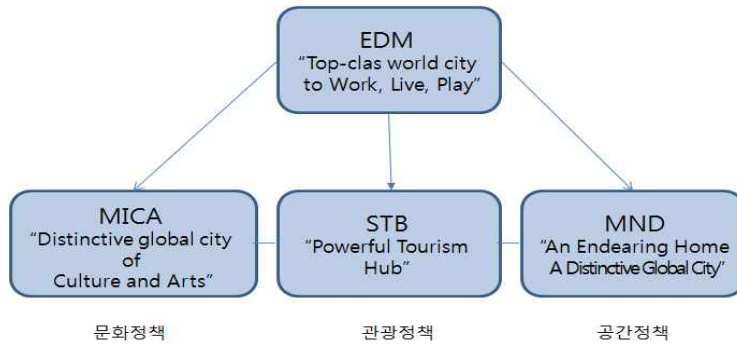 EDM
“Top-clas world city
to Work, Live, Play”
MICA
“Distinctive global city
of
Culture and Arts”
STB
“Powerful Tourism
Hub”
MND
“An Endearing Home
A Distinctive Global City”
문화정책
관광정책
공간정책